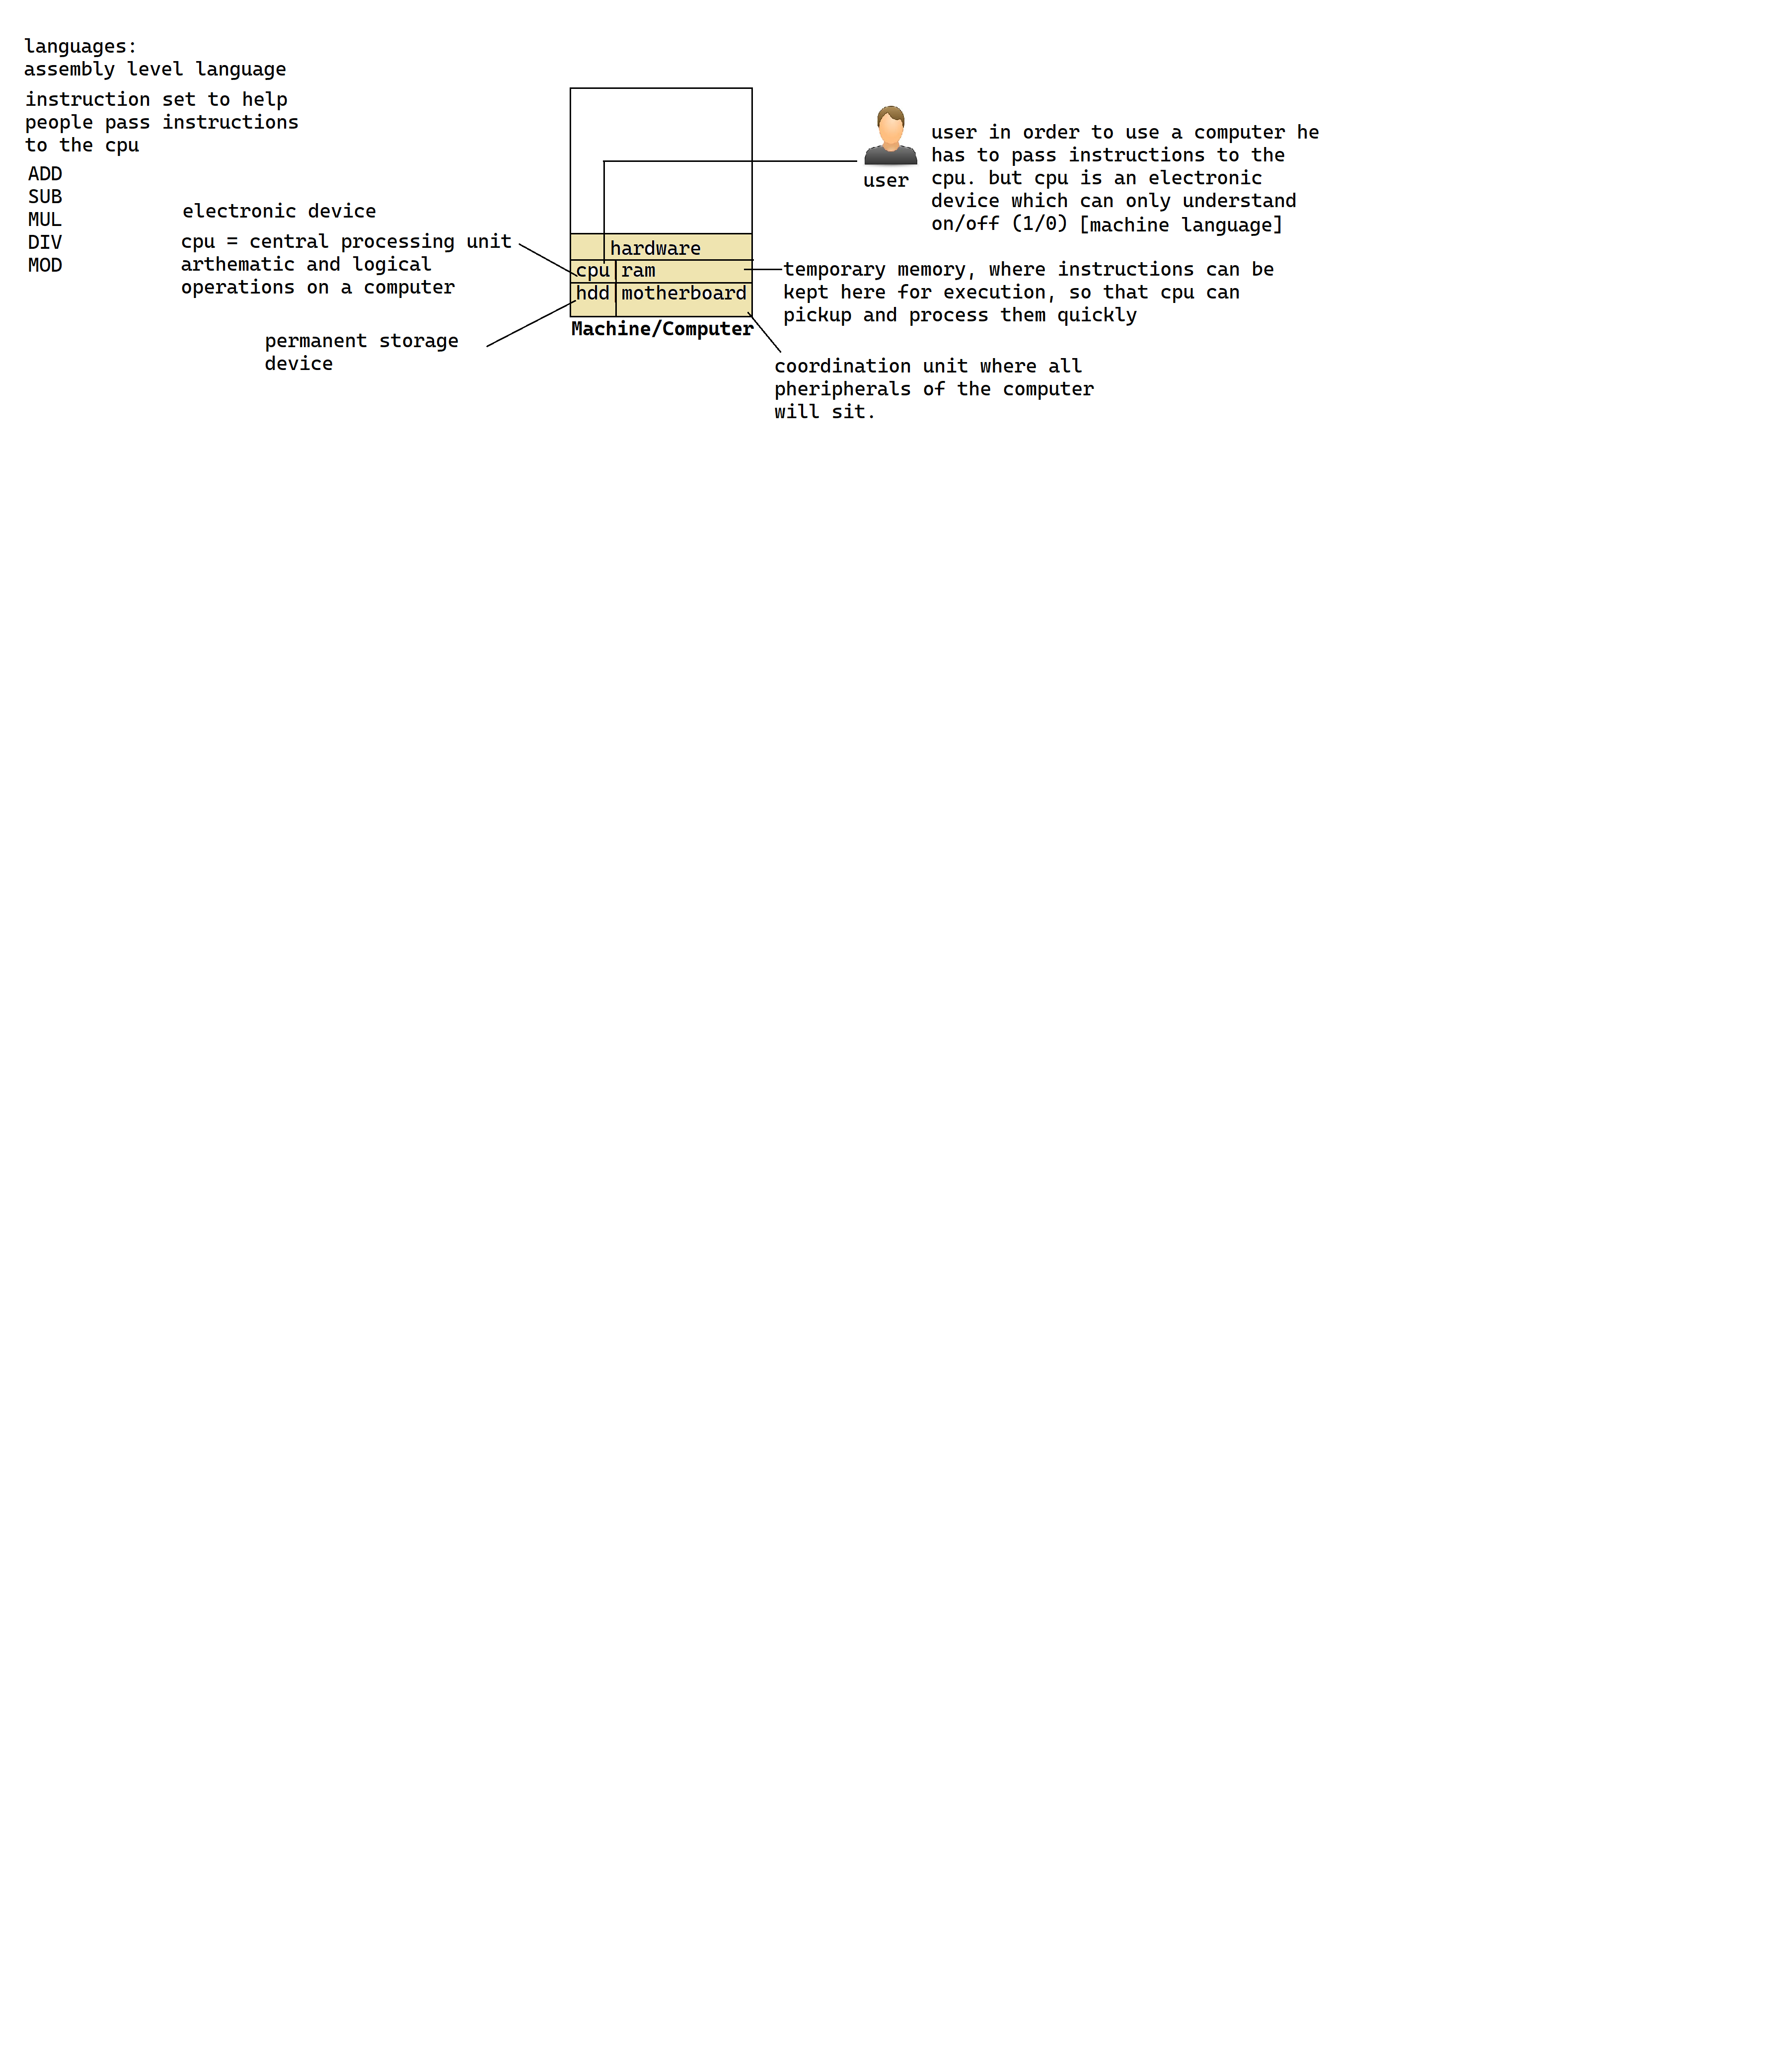 languages:
assembly level language
instruction set to help
people pass instructions
to the cpu
ADD
SUB
MUL
DIV
MOD
electronic device
cpu = central processing unit
arthematic and logical
operations on a computer
permanent storage
device
hardware
cpu ram
hdd motherboard
Machine/Computer
user
user in order to use a computer he
has to pass instructions to the
cpu. but cpu is an electronic
device which can only understand
on/off (1/0) [machine language]
temporary memory, where instructions can be
kept here for execution, so that cpu can
pickup and process them quickly
coordination unit where all
pheripherals of the computer
will sit.